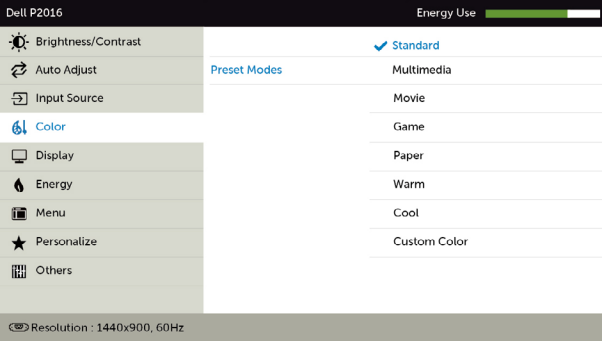 Dell P2016
Energy Use
Brightness/Contrast
Auto Adjust
Input Source
Color
Display
Energy
Menu
Personalize
Others
Preset Modes
Standard
Multimedia
Movie
Game
Paper
Warm
Cool
Custom Color
Resolution : 1440x900, 60Hz